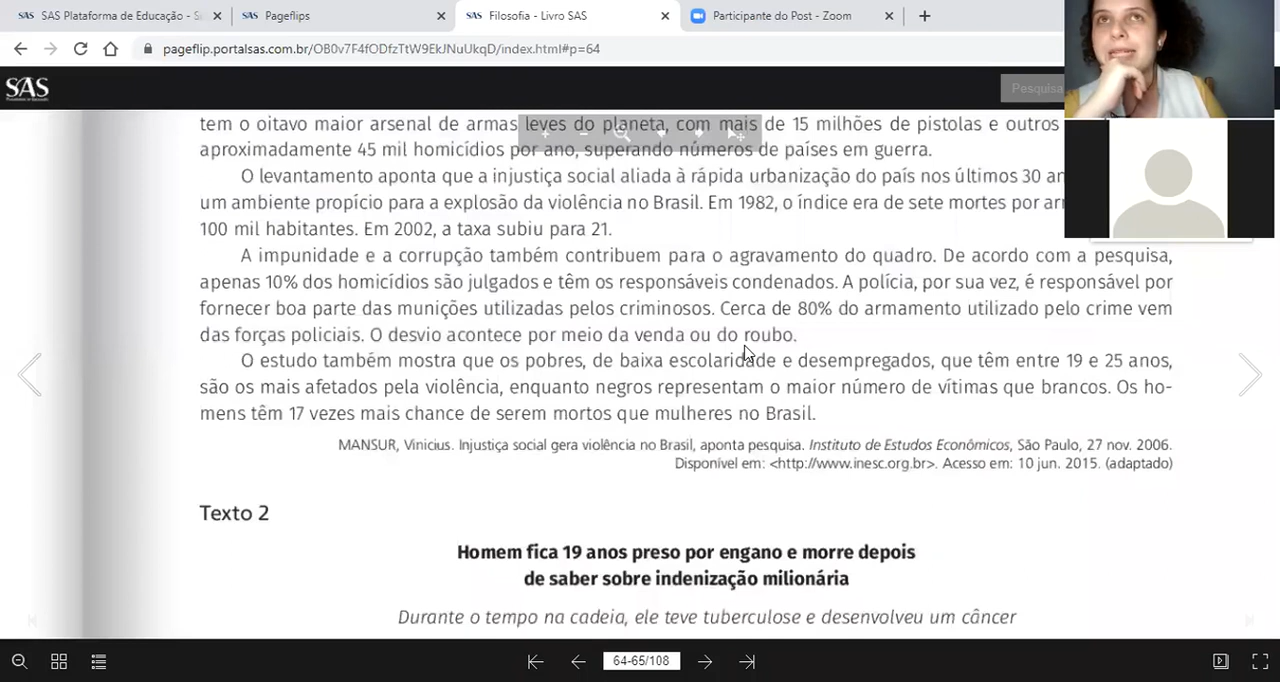 SAS Plataforma de Educação - S
Pageflips
Filosofia - Livro SAS
Participante do Post - Zoom
pageflip.portalsas.com.br/OB0v7F4fODfzTtW9EkJNuUkqD/index.html#p=64
SAS
Pesquisa
tem o oitavo maior arsenal de armas leves do planeta, com mais de 15 milhões de pistolas e outros
aproximadamente 45 mil homicídios por ano, superando números de países em guerra.
O levantamento aponta que a injustiça social aliada à rápida urbanização do país nos últimos 30 an
um ambiente propício para a explosão da violência no Brasil. Em 1982, o índice era de sete mortes por ar
100 mil habitantes. Em 2002, a taxa subiu para 21.
A impunidade e a corrupção também contribuem para o agravamento do quadro. De acordo com a pesquisa,
apenas 10% dos homicídios são julgados e têm os responsáveis condenados. A polícia, por sua vez, é responsável por
fornecer boa parte das munições utilizadas pelos criminosos. Cerca de 80% do armamento utilizado pelo crime vem
das forças policiais. O desvio acontece por meio da venda ou do roubo.
O estudo também mostra que os pobres, de baixa escolaridade e desempregados, que têm entre 19 e 25 anos,
são os mais afetados pela violência, enquanto negros representam o maior número de vítimas que brancos. Os ho-
mens têm 17 vezes mais chance de serem mortos que mulheres no Brasil.
MANSUR, Vinicius. Injustiça social gera violência no Brasil, aponta pesquisa. Instituto de Estudos Econômicos, São Paulo, 27 nov. 2006.
Disponível em: <http://www.inesc.org.br>. Acesso em: 10 jun. 2015. (adaptado)
Texto 2
Homem fica 19 anos preso por engano e morre depois
de saber sobre indenização milionária
Durante o tempo na cadeia, ele teve tuberculose e desenvolveu um câncer
64-65/108